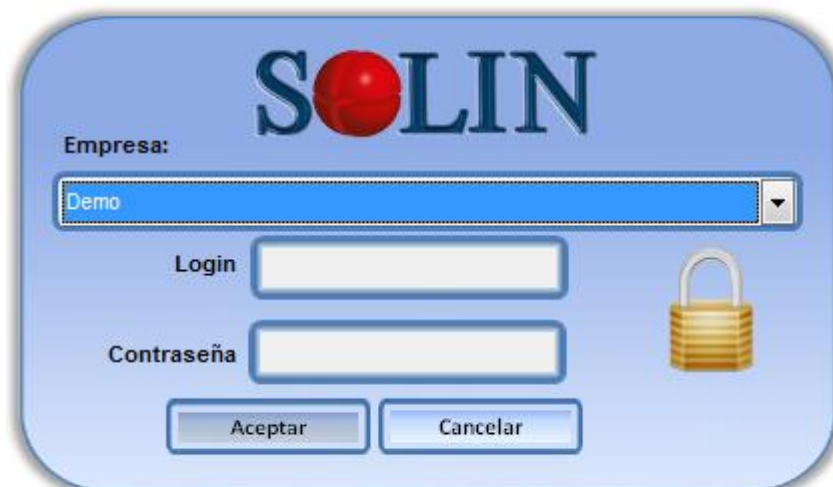 SOLIN
Empresa:
Demo
Login
Contraseña
Aceptar Cancelar